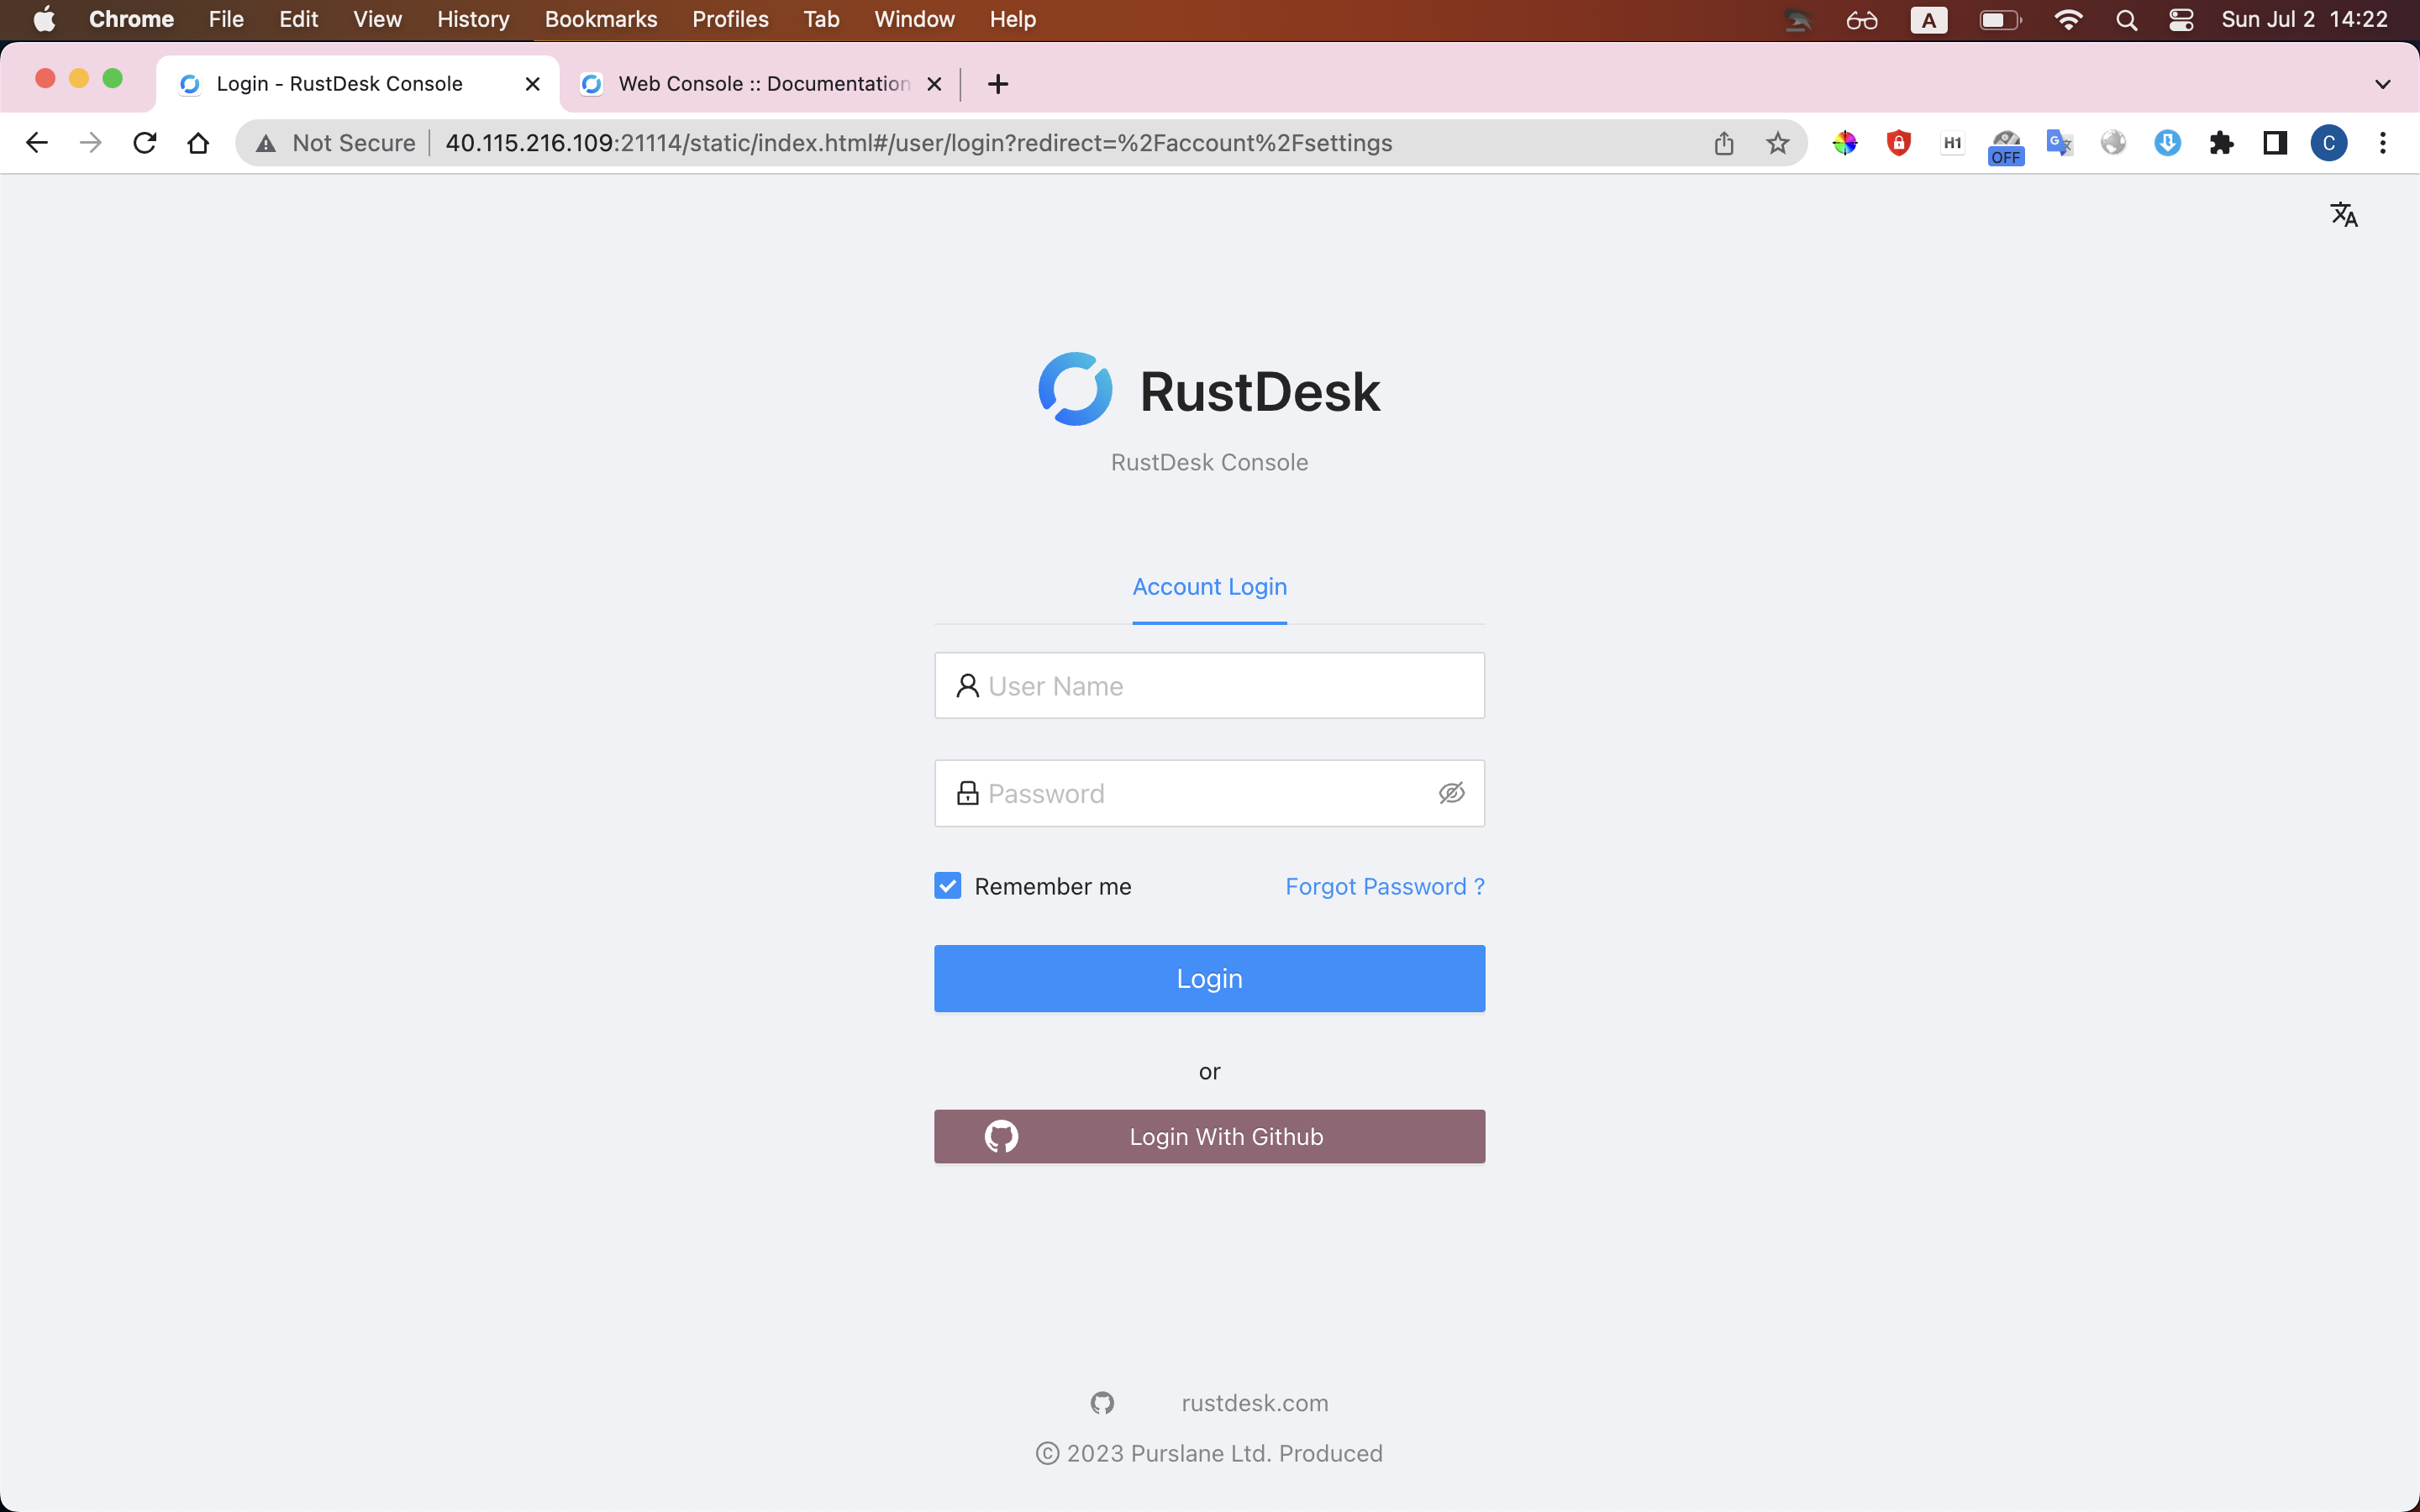 Chrome File Edit View History Bookmarks Profiles Tab Window Help A Sun Jul 2 14:22
Login - RustDesk Console Web Console :: Documentation
Not Secure 40.115.216.109:21114/static/index.html#/user/login?redirect=%2Faccount%2Fsettings H1 OFF G 文 C
文A
RustDesk
RustDesk Console
Account Login
User Name
Password
Remember me Forgot Password ?
Login
or
Login With Github
rustdesk.com
© 2023 Purslane Ltd. Produced